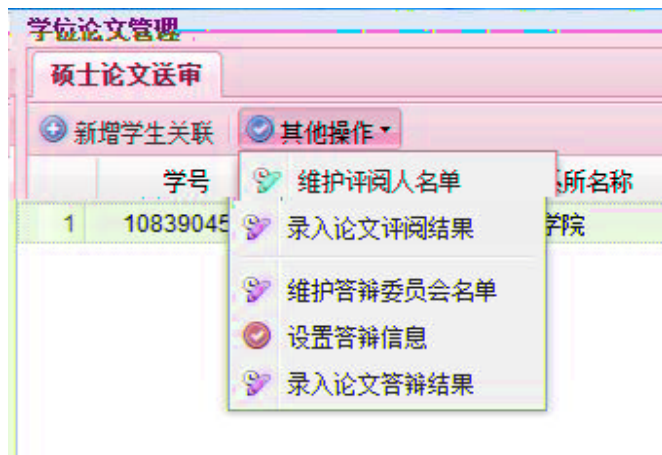 学位论文管理
硕士论文送审
新增学生关联 其他操作
学号 所名称
1 10839045 学院
维护评阅人名单
录入论文评阅结果
维护答辩委员会名单
设置答辩信息
录入论文答辩结果